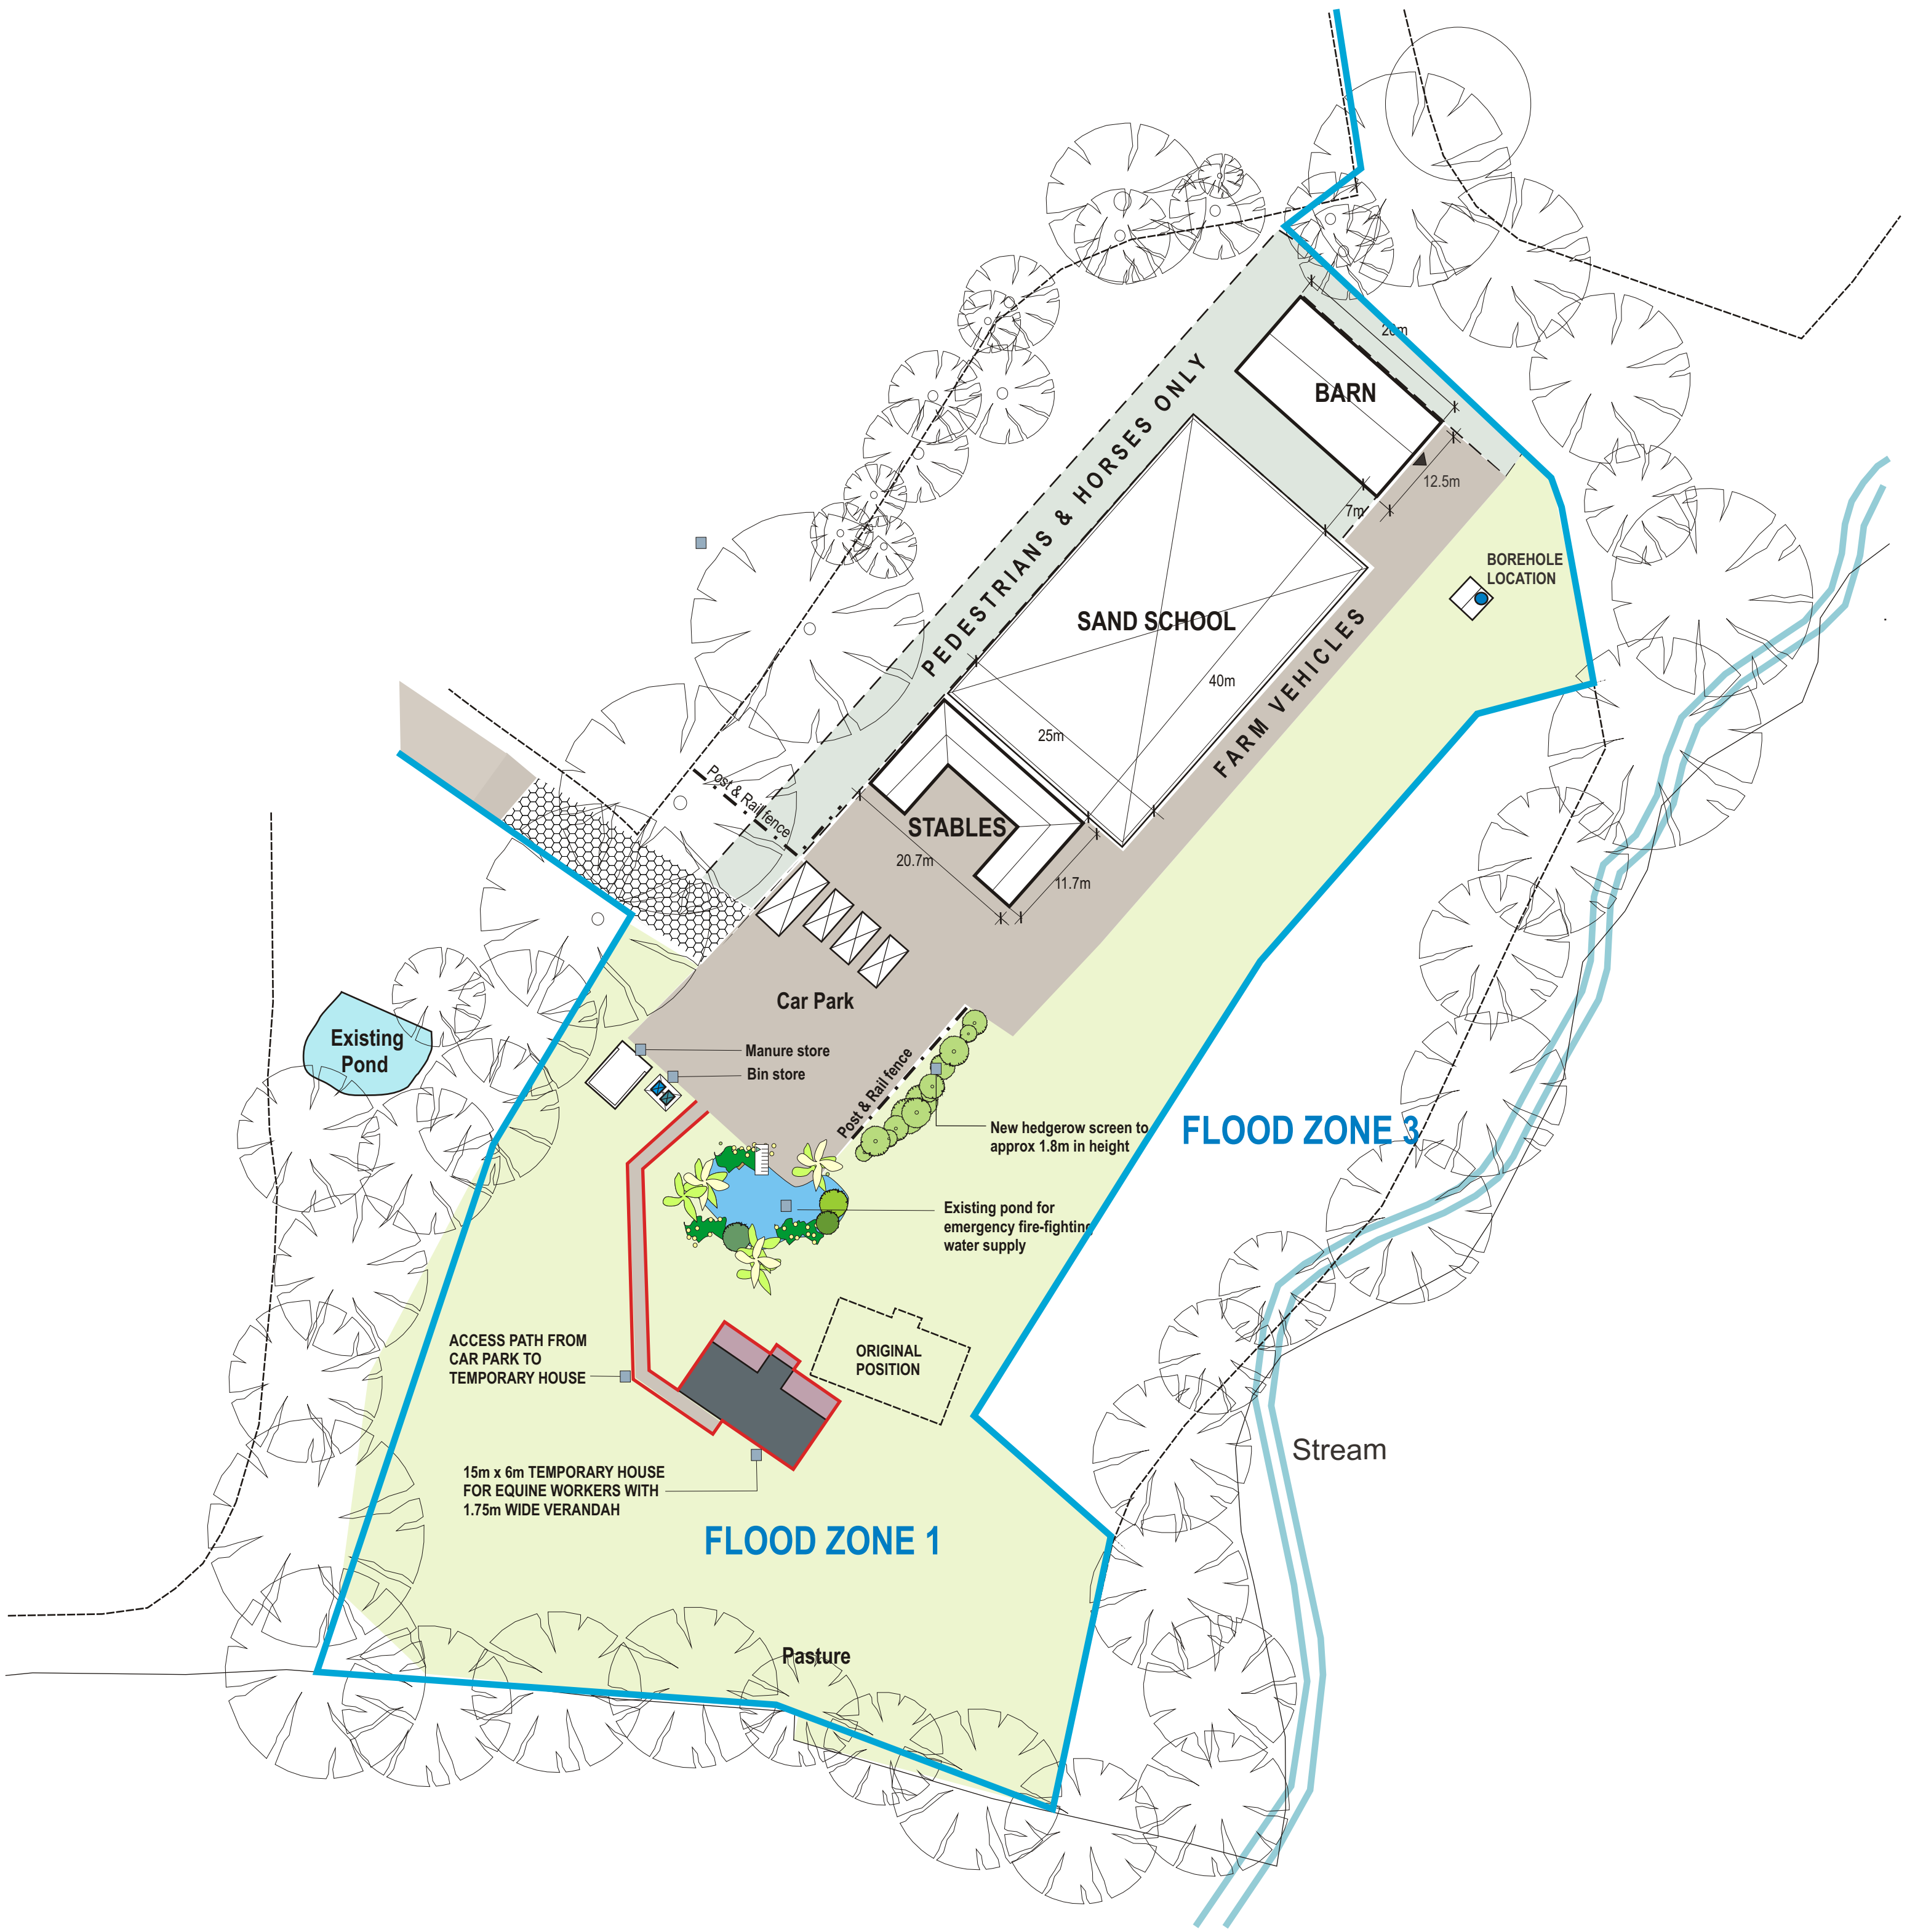 20m
BARN
12.5m
7m
PEDESTRIANS & HORSES ONLY
BOREHOLE
LOCATION
SAND SCHOOL
40m
FARM VEHICLES
25m
Post & Rail fence
STABLES
20.7m
11.7m
Car Park
Existing
Pond
Manure store
Bin store
Post & Rail fence
New hedgerow screen to
approx 1.8m in height
FLOOD ZONE 3
Existing pond for
emergency fire-fighting
water supply
ACCESS PATH FROM
CAR PARK TO
TEMPORARY HOUSE
ORIGINAL
POSITION
Stream
15m x 6m TEMPORARY HOUSE
FOR EQUINE WORKERS WITH
1.75m WIDE VERANDAH
FLOOD ZONE 1
Pasture